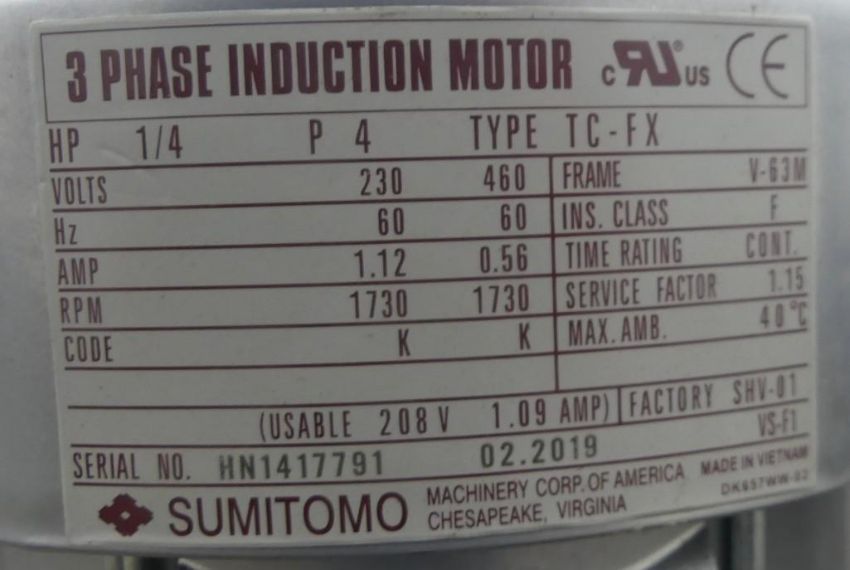 3 PHASE INDUCTION MOTOR c RU® US CE
HP 1/4 P 4 TYPE TC-FX
VOLTS 230 460 FRAME V-63M
Hz 60 60 INS. CLASS F
AMP 1.12 0.56 TIME RATING CONT.
RPM 1730 1730 SERVICE FACTOR 1.15
CODE K K MAX. AMB. 40°C
(USABLE 208 V 1.09 AMP) FACTORY SHV-01
VS-F1
SERIAL NO. HN1417791 02.2019
SUMITOMO MACHINERY CORP. OF AMERICA MADE IN VIETNAM
CHESAPEAKE, VIRGINIA